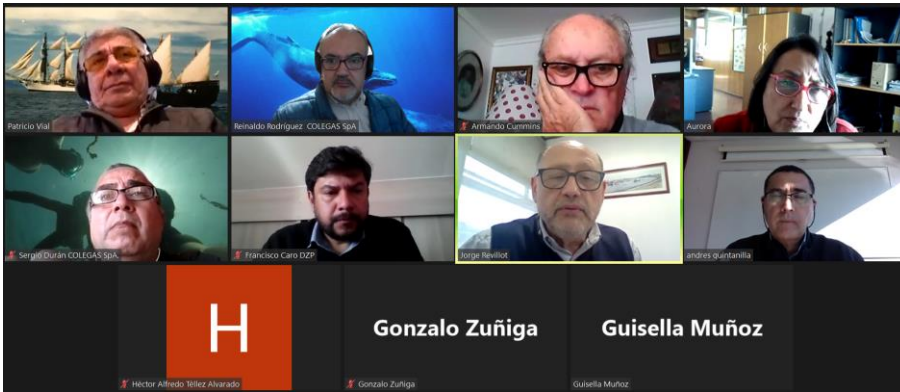 Patricio Vial
Reinaldo Rodríguez COLEGAS SpA
Armando Cummins
Aurora
Sergio Durán COLEGAS SpA
Francisco Caro DZP
Jorge Revillot
andres quintanilla
H
Gonzalo Zuñiga
Guisella Muñoz
Héctor Alfredo Téllez Alvarado
Gonzalo Zuñiga
Guisella Muñoz